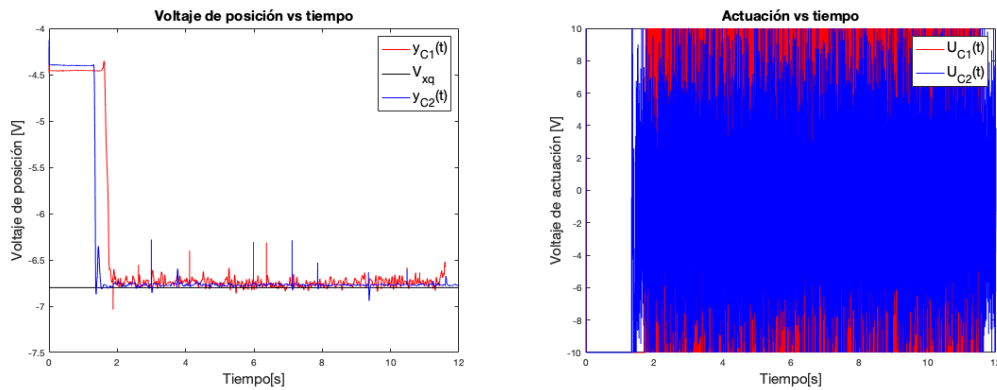 Voltaje de posición vs tiempo
Voltaje de posición [V]
-4
-4.5
-5
-5.5
-6
-6.5
-7
-7.5
0 2 4 6 8 10 12
Tiempo[s]
y_C1(t)
V_xq
y_C2(t)
Actuación vs tiempo
Voltaje de actuación [V]
10
8
6
4
2
0
-2
-4
-6
-8
-10
0 2 4 6 8 10 12
Tiempo[s]
U_C1(t)
U_C2(t)